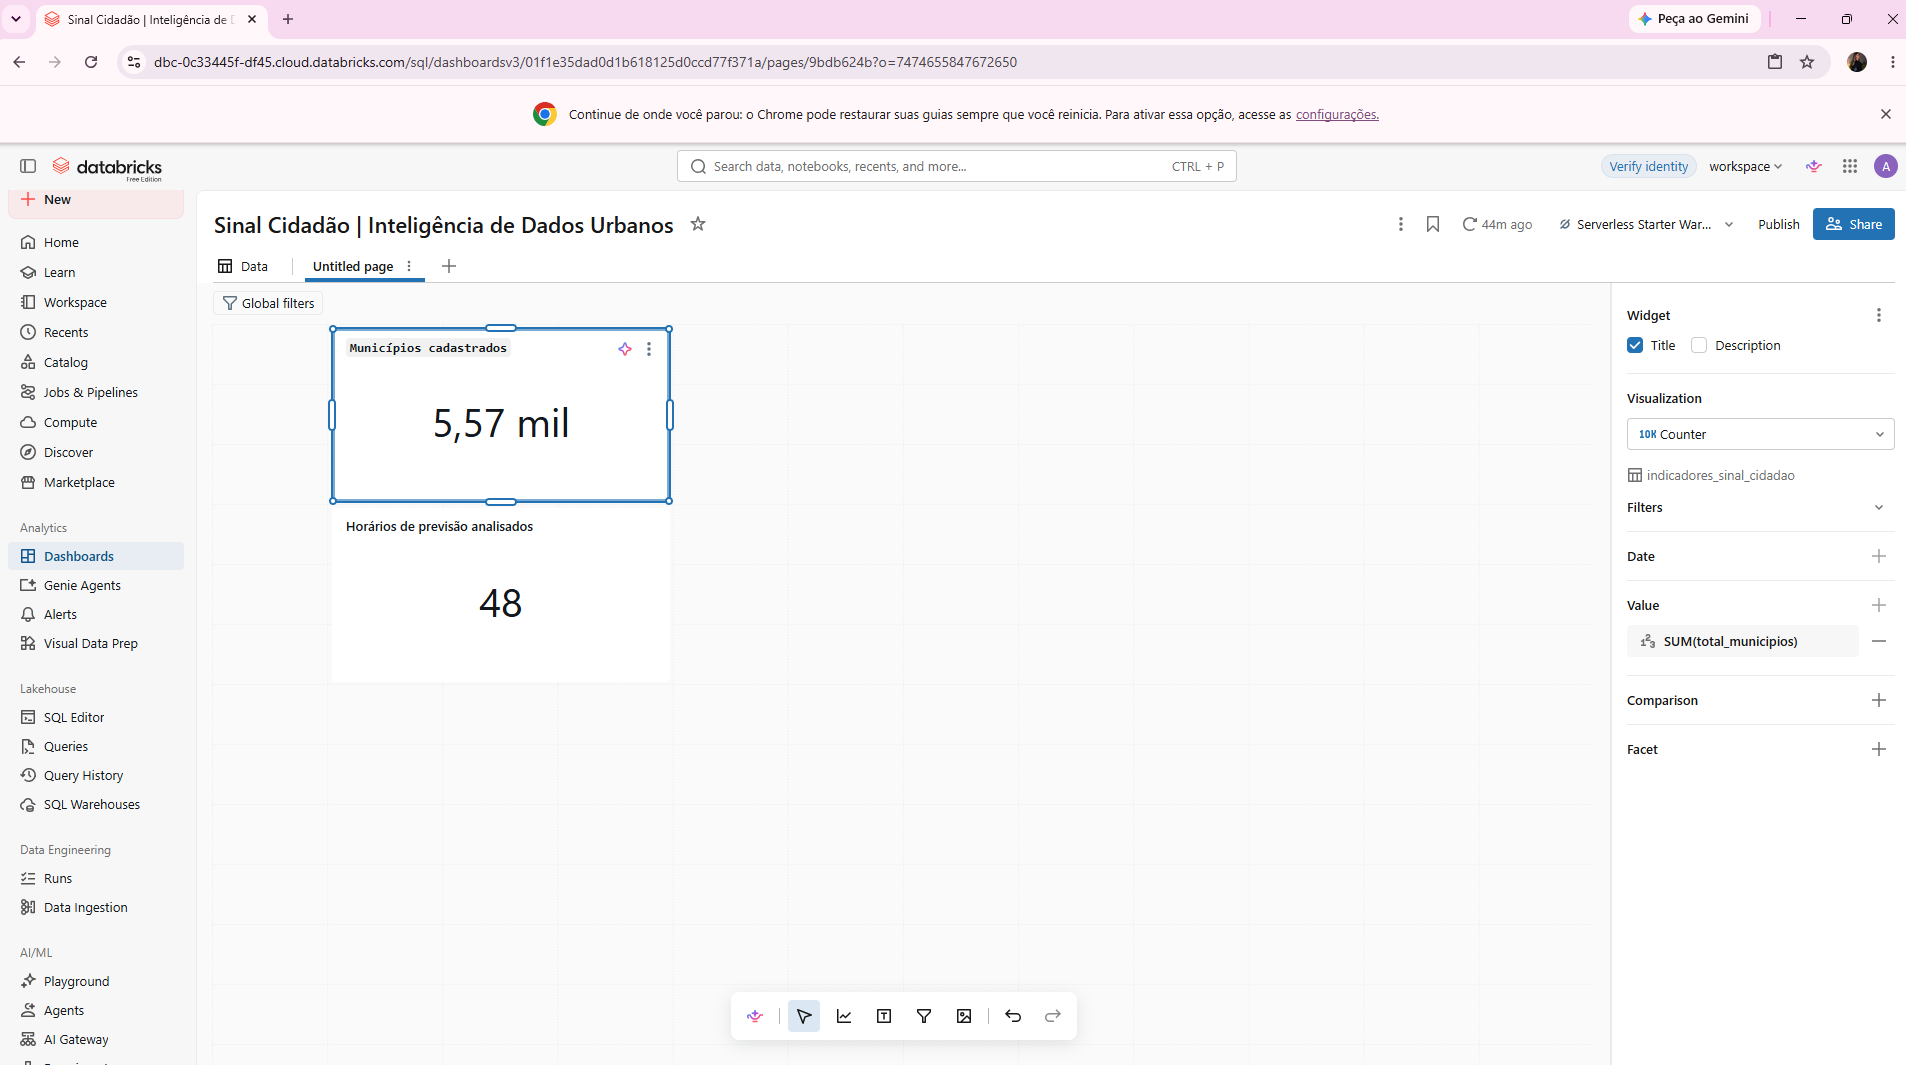 Sinal Cidadão | Inteligência de D
Peça ao Gemini
dbc-0c33445f-df45.cloud.databricks.com/sql/dashboardsv3/01f1e35dad0d1b618125d0ccd77f371a/pages/9bdb624b?o=7474655847672650
Continue de onde você parou: o Chrome pode restaurar suas guias sempre que você reinicia. Para ativar essa opção, acesse as configurações.
databricks
Free Edition
Search data, notebooks, recents, and more...
CTRL + P
Verify identity
workspace
A
New
Home
Learn
Workspace
Recents
Catalog
Jobs & Pipelines
Compute
Discover
Marketplace
Analytics
Dashboards
Genie Agents
Alerts
Visual Data Prep
Lakehouse
SQL Editor
Queries
Query History
SQL Warehouses
Data Engineering
Runs
Data Ingestion
AI/ML
Playground
Agents
AI Gateway
Sinal Cidadão | Inteligência de Dados Urbanos
44m ago
Serverless Starter War...
Publish
Share
Data
Untitled page
Global filters
Municípios cadastrados
5,57 mil
Horários de previsão analisados
48
Widget
Title
Description
Visualization
10K Counter
indicadores_sinal_cidadao
Filters
Date
Value
123 SUM(total_municipios)
Comparison
Facet